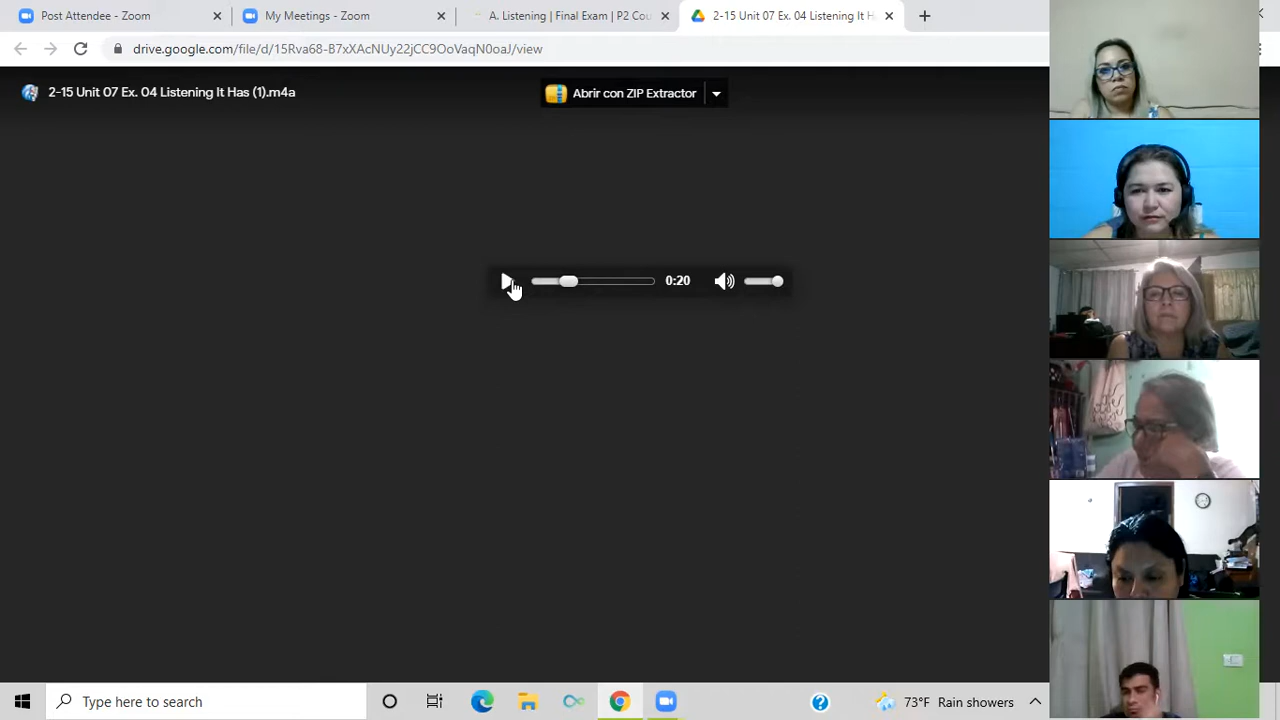 Post Attendee - Zoom
My Meetings - Zoom
A. Listening | Final Exam | P2 Cou
2-15 Unit 07 Ex. 04 Listening It H
drive.google.com/file/d/15Rva68-B7xXAcNUy22jCC9OoVaqN0oaJ/view
2-15 Unit 07 Ex. 04 Listening It Has (1).m4a
Abrir con ZIP Extractor
0:20
Type here to search
73°F Rain showers